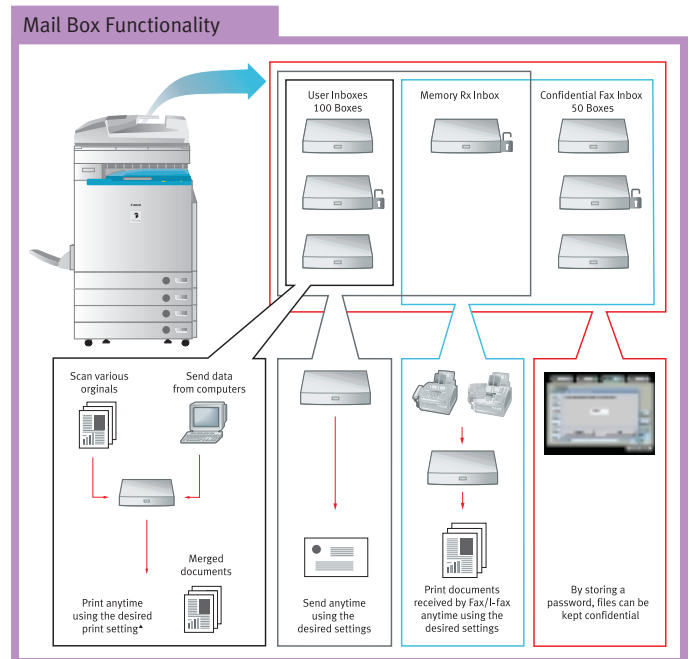 Mail Box Functionality
User Inboxes
100 Boxes
Memory Rx Inbox
Confidential Fax Inbox
50 Boxes
Canon
Scan various
orginals
Send data
from computers
Merged
documents
Print anytime
using the desired
print setting▲
Send anytime
using the
desired settings
Print documents
received by Fax/I-fax
anytime using the
desired settings
By storing a
password, files can be
kept confidential